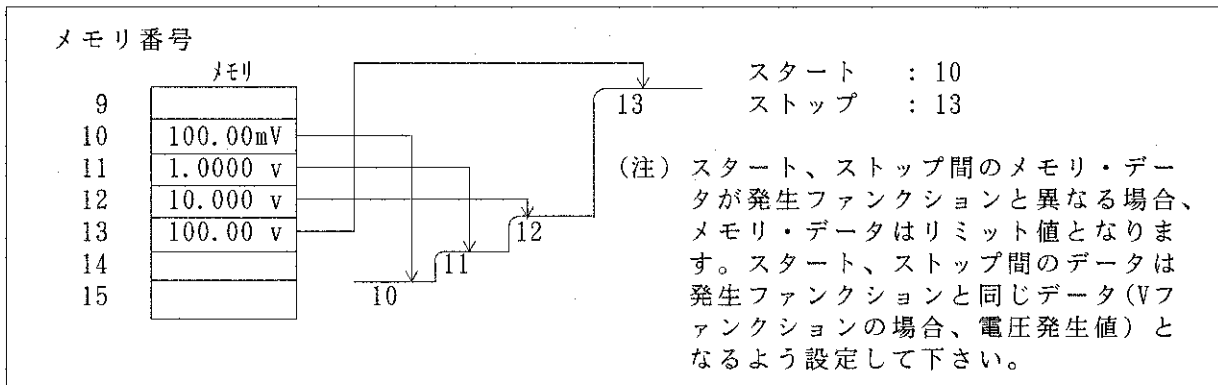 メモリ番号
メモリ
9
10 100.00mV
11 1.0000 v
12 10.000 v
13 100.00 v
14
15
10
11
12
13
スタート : 10
ストップ : 13
(注) スタート、ストップ間のメモリ・デー
タが発生ファンクションと異なる場合、
メモリ・データはリミット値となりま
す。スタート、ストップ間のデータは
発生ファンクションと同じデータ(Vフ
ァンクションの場合、電圧発生値)と
なるよう設定して下さい。